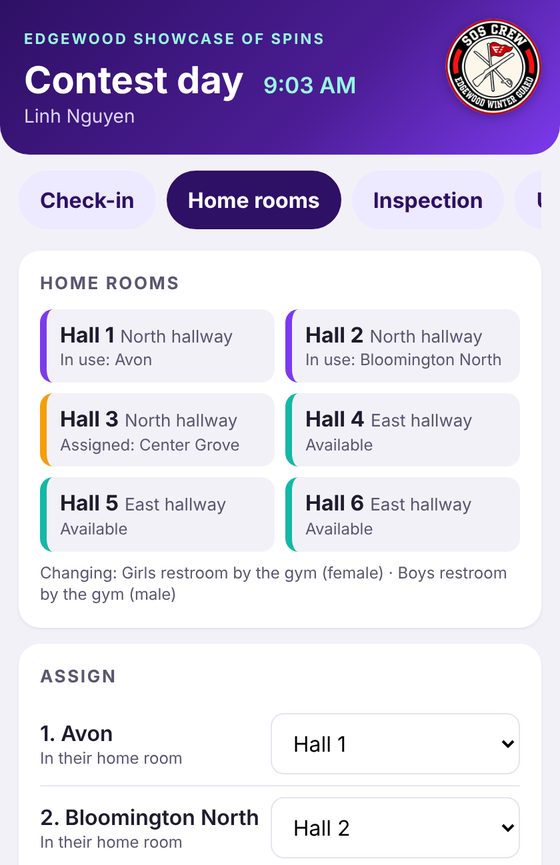 EDGEWOOD SHOWCASE OF SPINS
Contest day 9:03 AM
Linh Nguyen
SOS CREW
EDGEWOOD WINTER GUARD
Check-in
Home rooms
Inspection
HOME ROOMS
Hall 1 North hallway
In use: Avon
Hall 2 North hallway
In use: Bloomington North
Hall 3 North hallway
Assigned: Center Grove
Hall 4 East hallway
Available
Hall 5 East hallway
Available
Hall 6 East hallway
Available
Changing: Girls restroom by the gym (female) · Boys restroom
by the gym (male)
ASSIGN
1. Avon
In their home room
Hall 1
2. Bloomington North
In their home room
Hall 2